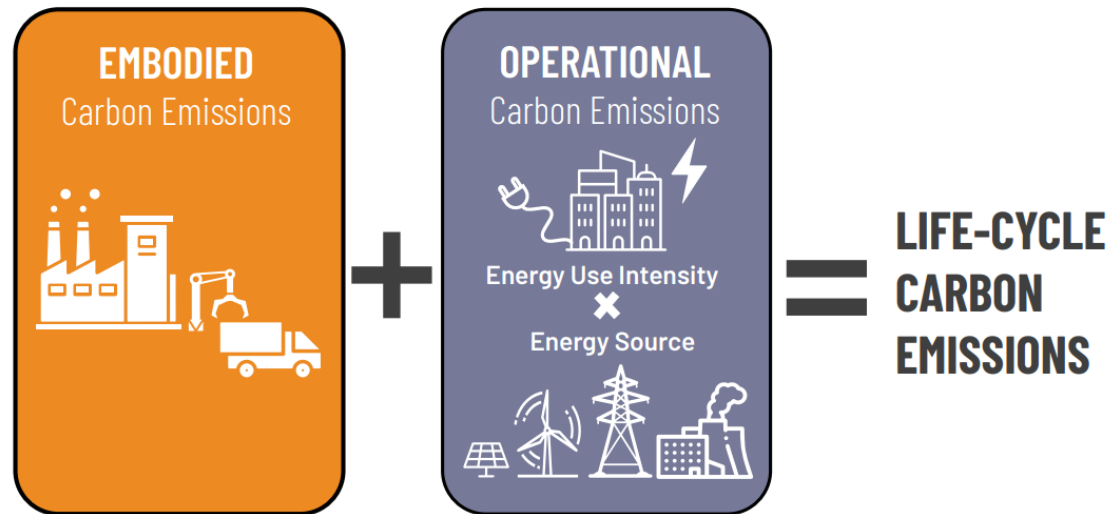 EMBODIED
Carbon Emissions
+
OPERATIONAL
Carbon Emissions
Energy Use Intensity
×
Energy Source
=
LIFE-CYCLE
CARBON
EMISSIONS